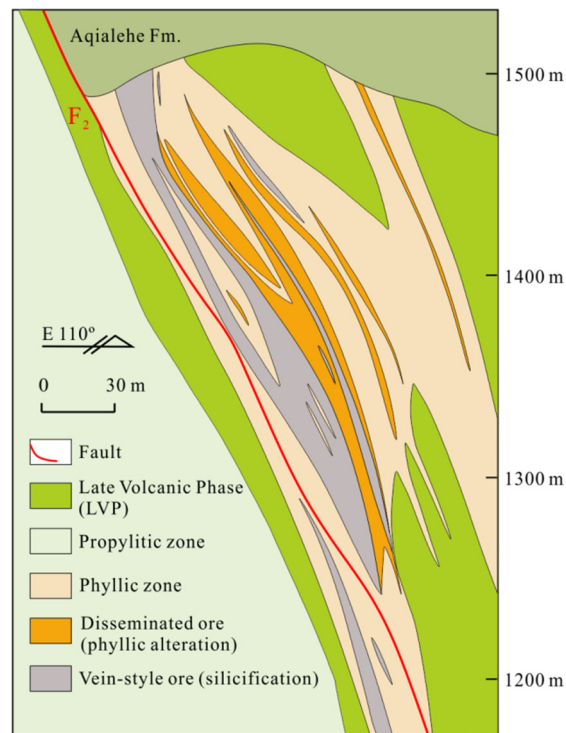 Aqialehe Fm.
1500 m
F2
1400 m
E 110º
0 30 m
Fault
1300 m
Late Volcanic Phase
(LVP)
Propylitic zone
Phyllic zone
Disseminated ore
(phyllic alteration)
Vein-style ore (silicification)
1200 m